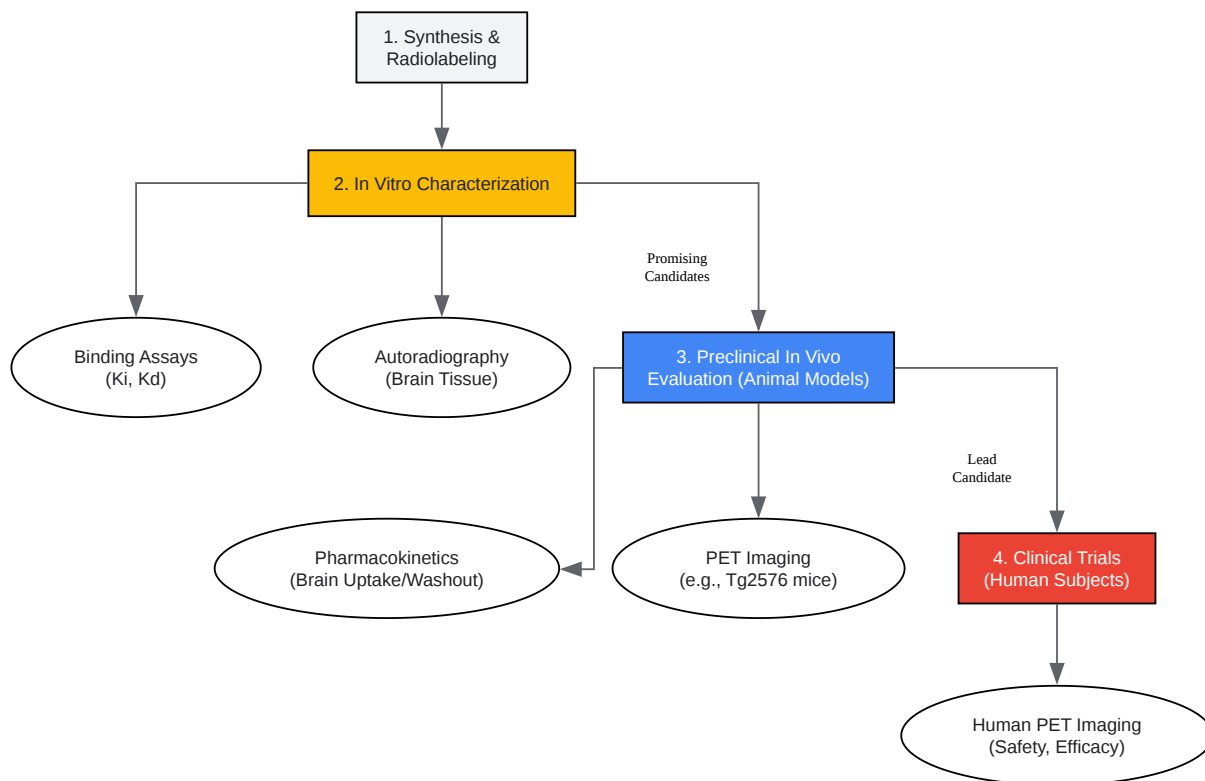 1. Synthesis &
Radiolabeling
2. In Vitro Characterization
Promising
Candidates
Binding Assays
(Ki, Kd)
Autoradiography
(Brain Tissue)
3. Preclinical In Vivo
Evaluation (Animal Models)
Lead
Candidate
Pharmacokinetics
(Brain Uptake/Washout)
PET Imaging
(e.g., Tg2576 mice)
4. Clinical Trials
(Human Subjects)
Human PET Imaging
(Safety, Efficacy)